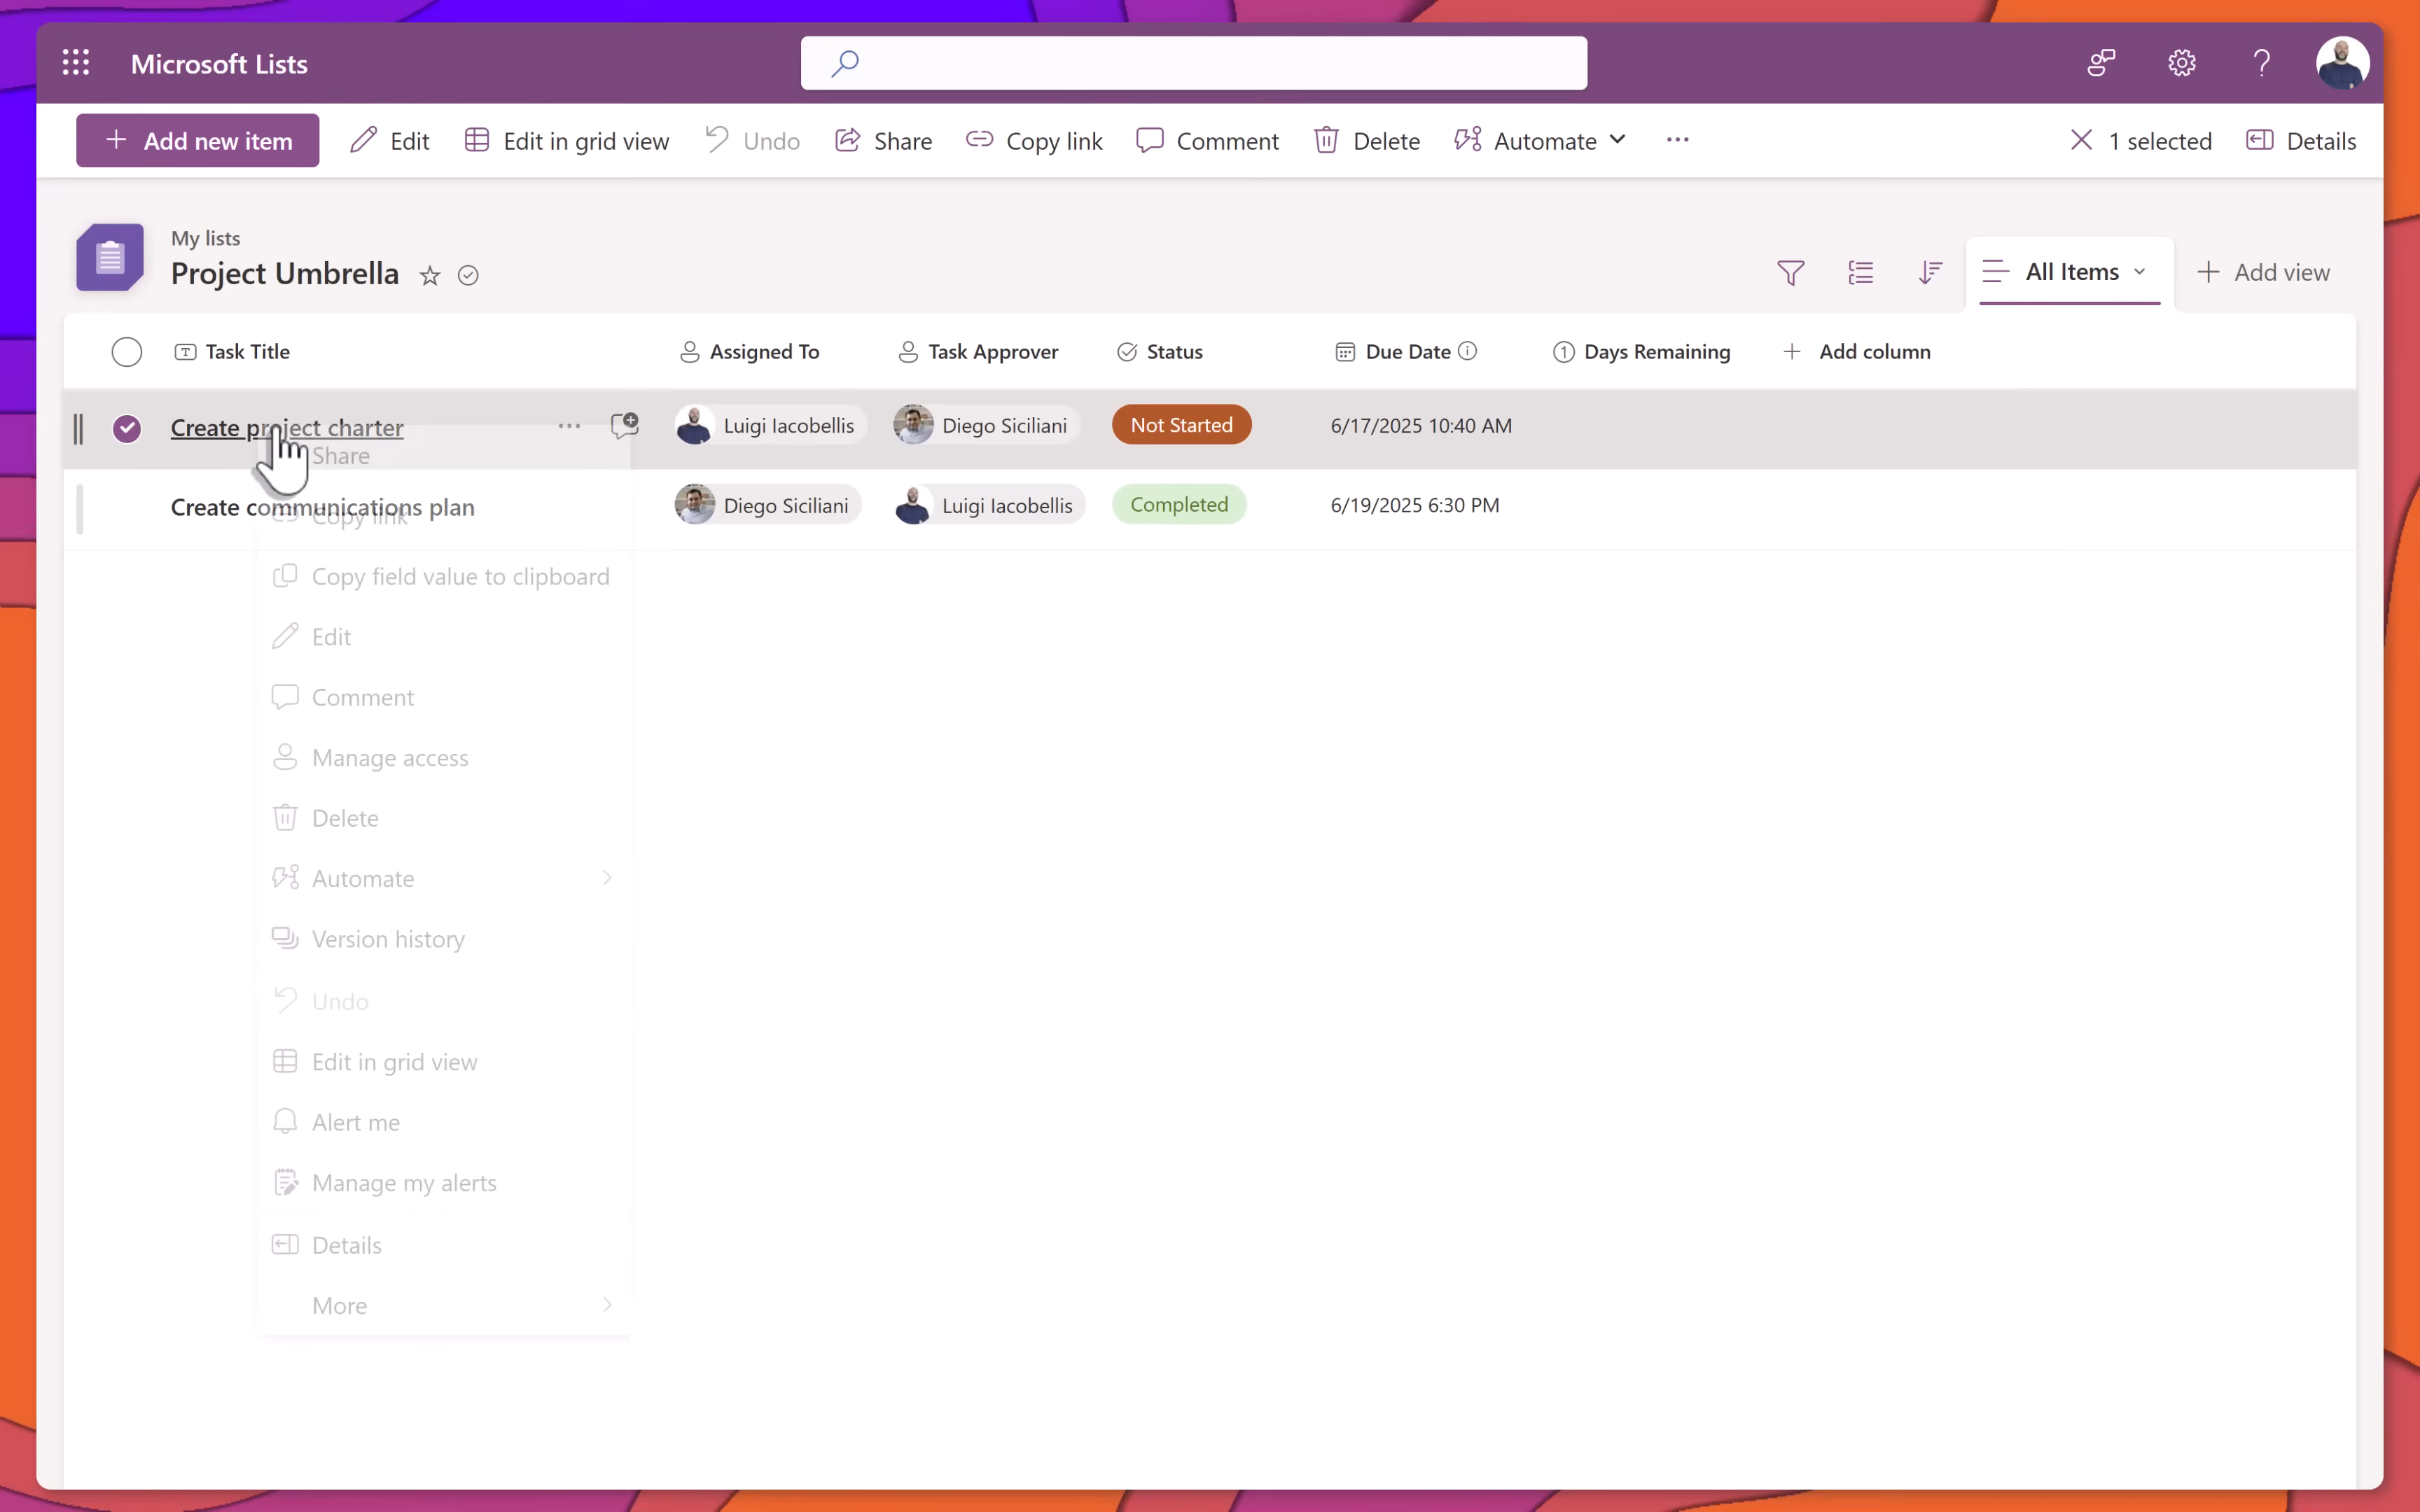 Microsoft Lists
Add new item Edit Edit in grid view Undo Share Copy link Comment Delete Automate 1 selected Details
My lists
Project Umbrella
All Items Add view
Task Title Assigned To Task Approver Status Due Date Days Remaining Add column
Create project charter Luigi Iacobellis Diego Siciliani Not Started 6/17/2025 10:40 AM
Share
Create communications plan Diego Siciliani Luigi Iacobellis Completed 6/19/2025 6:30 PM
Copy link
Copy field value to clipboard
Edit
Comment
Manage access
Delete
Automate
Version history
Undo
Edit in grid view
Alert me
Manage my alerts
Details
More